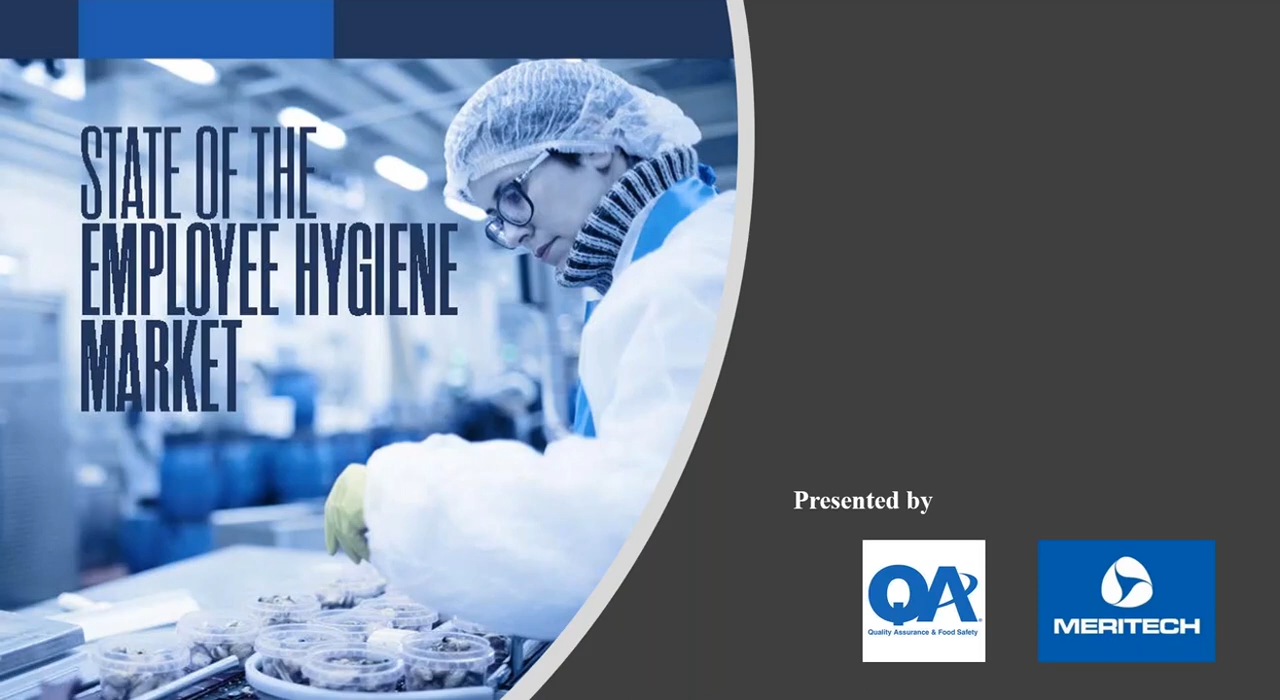 STATE OF THE
EMPLOYEE HYGIENE
MARKET
Presented by
QA
Quality Assurance & Food Safety
MERITECH